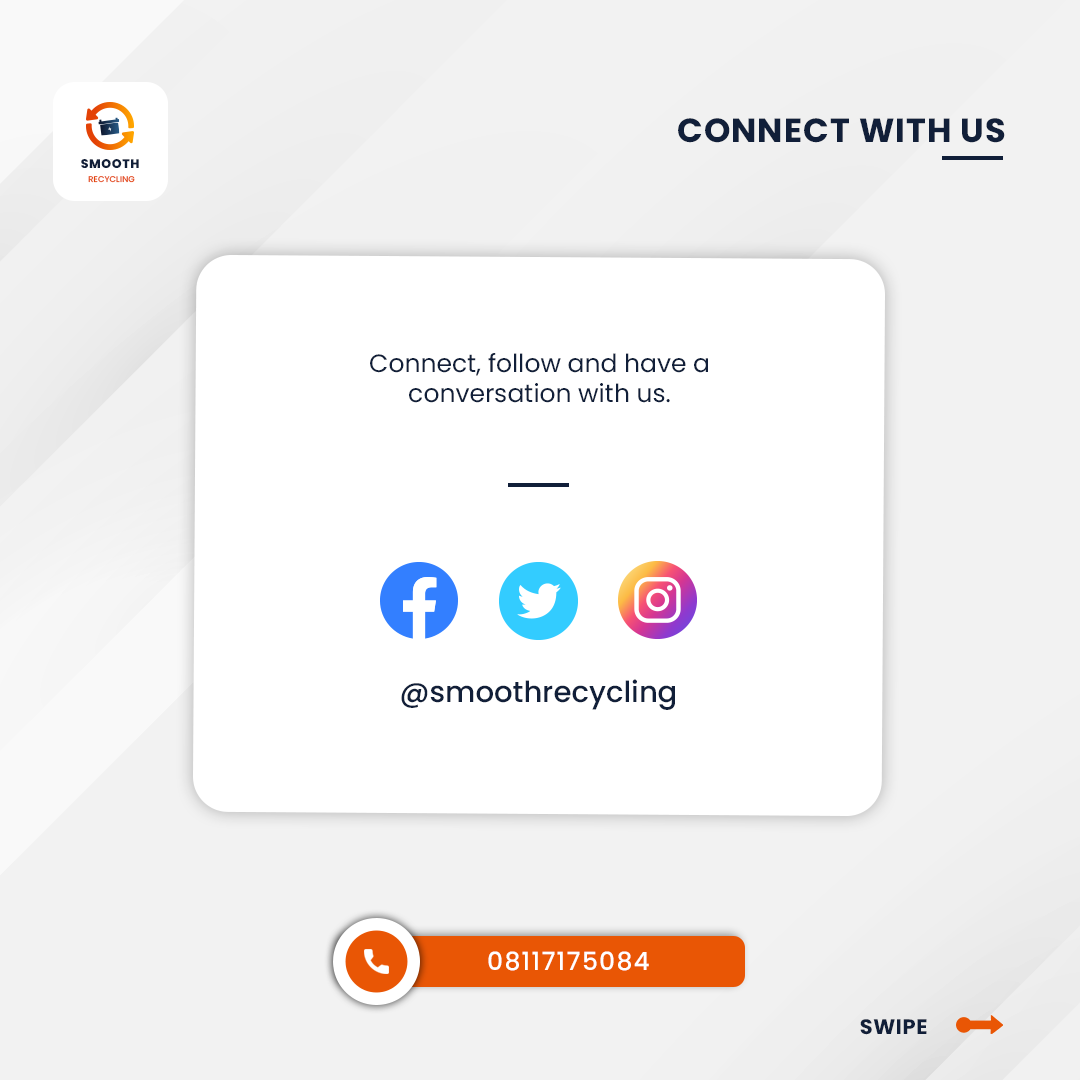 SMOOTH
RECYCLING
CONNECT WITH US
Connect, follow and have a
conversation with us.
@smoothrecycling
08117175084
SWIPE